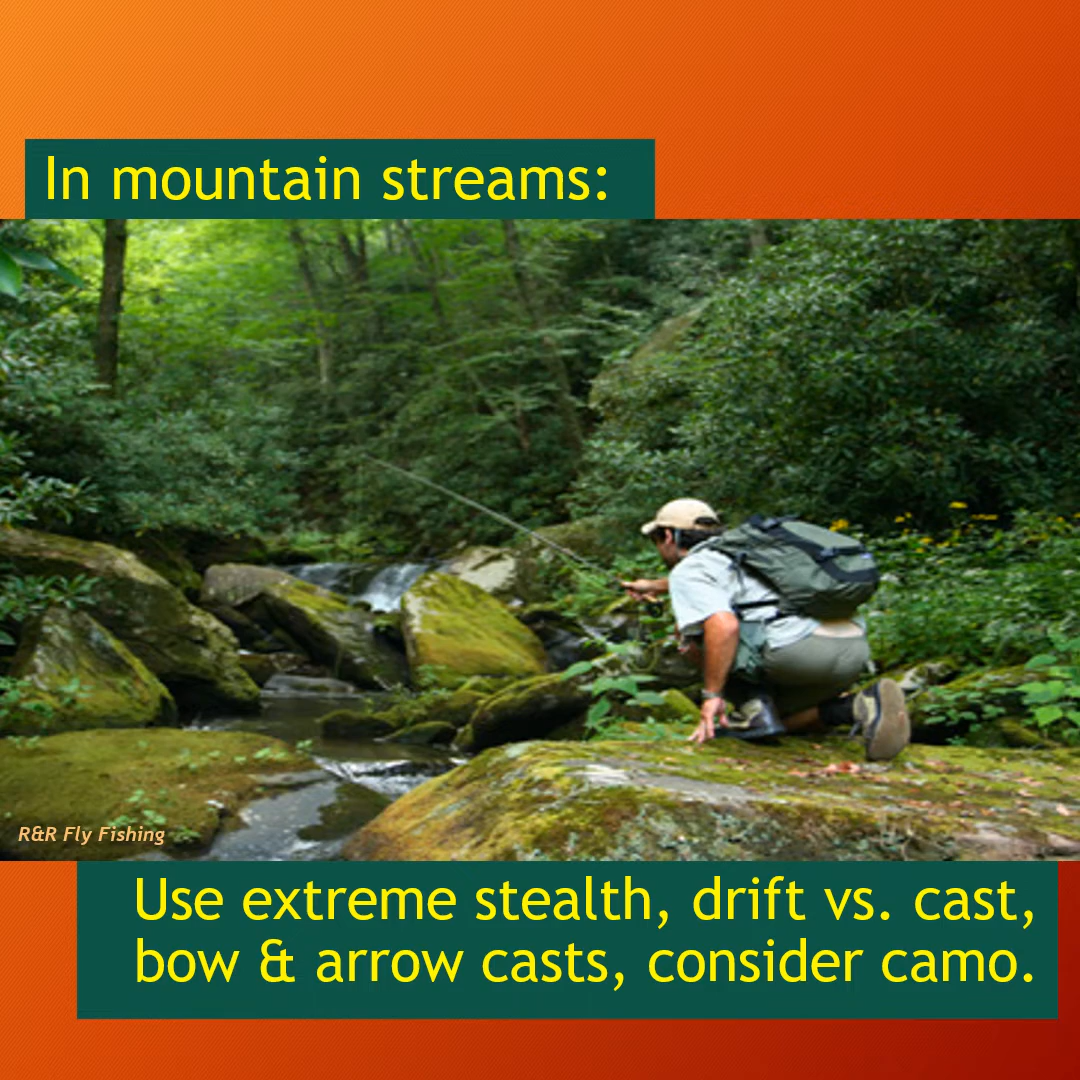 In mountain streams:
R&R Fly Fishing
Use extreme stealth, drift vs. cast,
bow & arrow casts, consider camo.